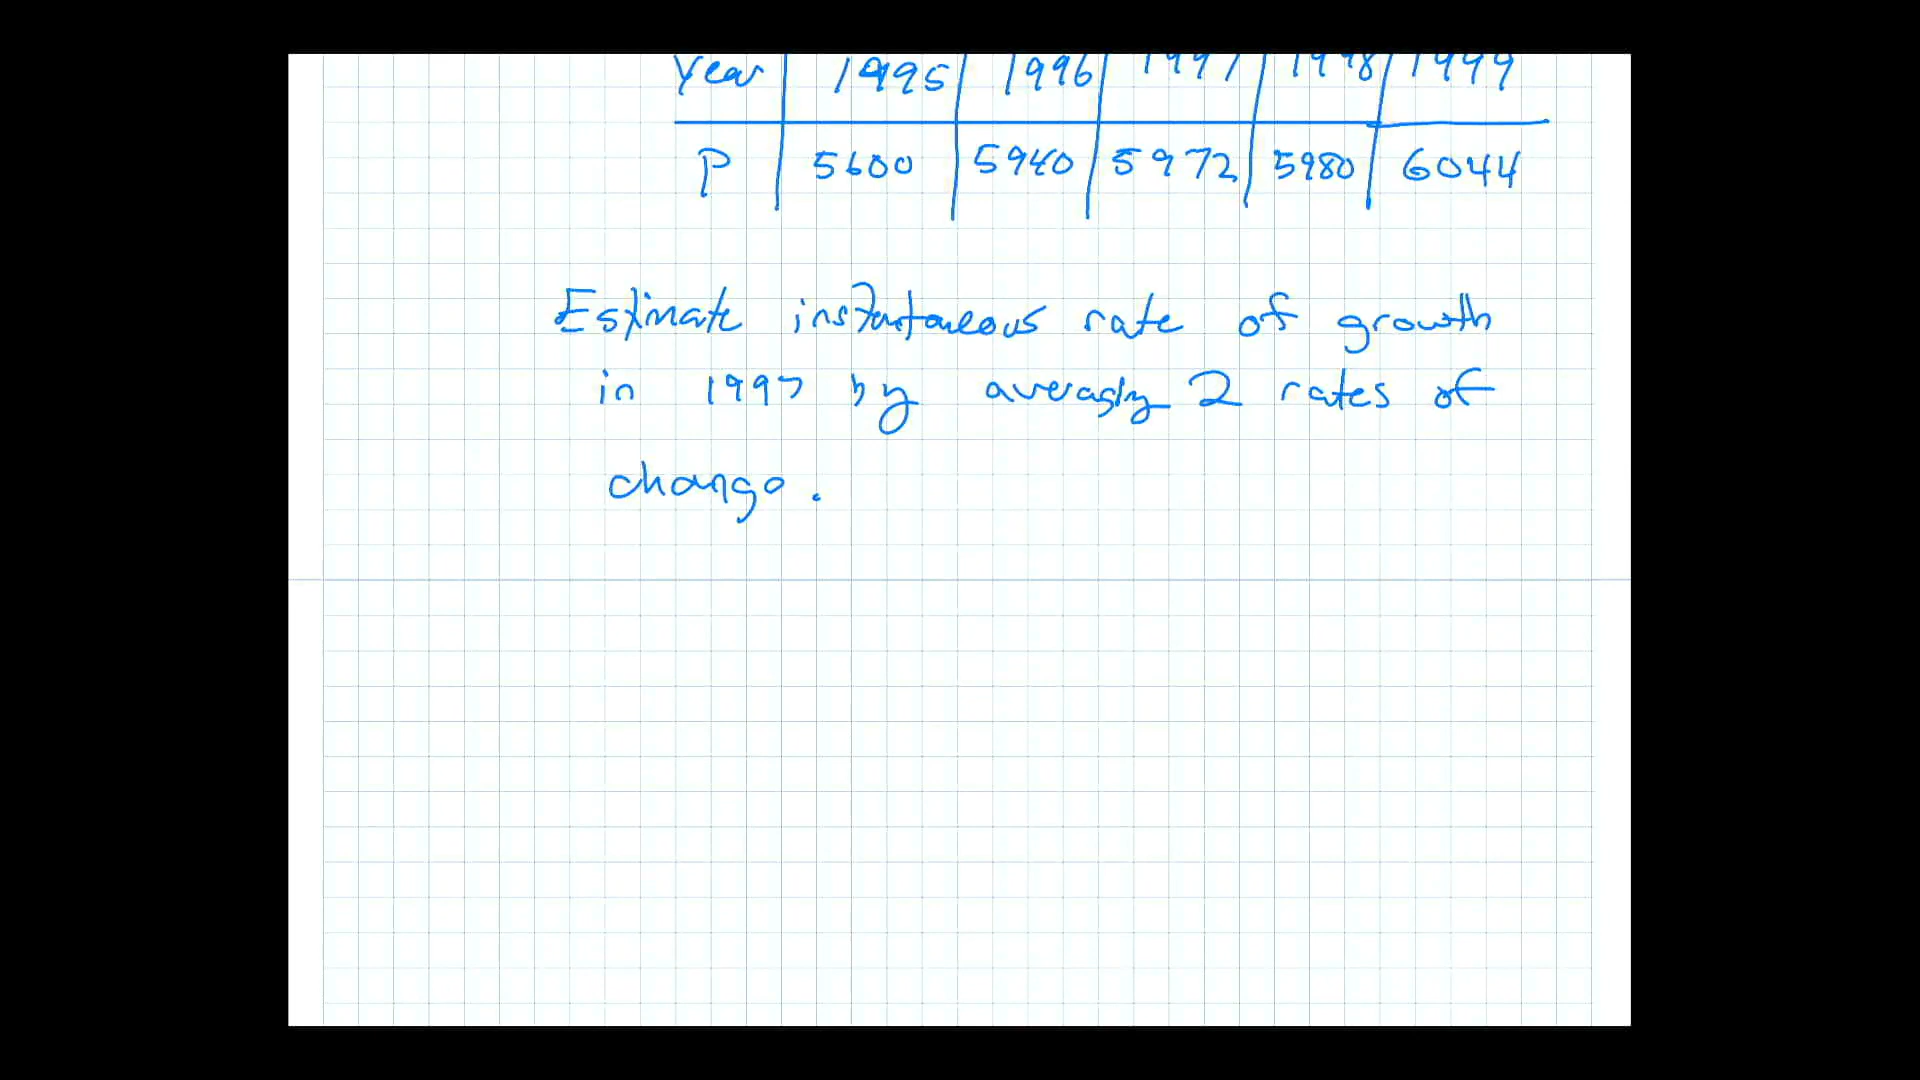 Year 1995 1996 1997 1998 1999
P 5600 5940 5972 5980 6044
Estimate instantaneous rate of growth
in 1997 by averaging 2 rates of
change.